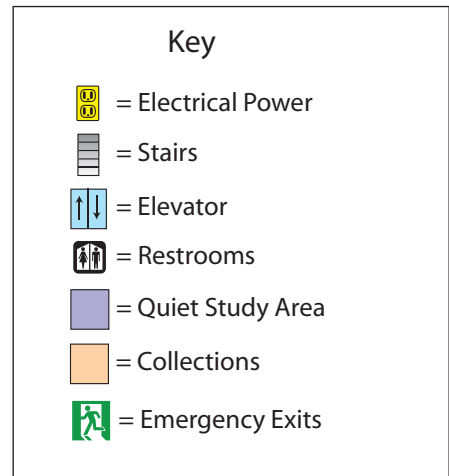 Key
= Electrical Power
= Stairs
= Elevator
= Restrooms
= Quiet Study Area
= Collections
= Emergency Exits